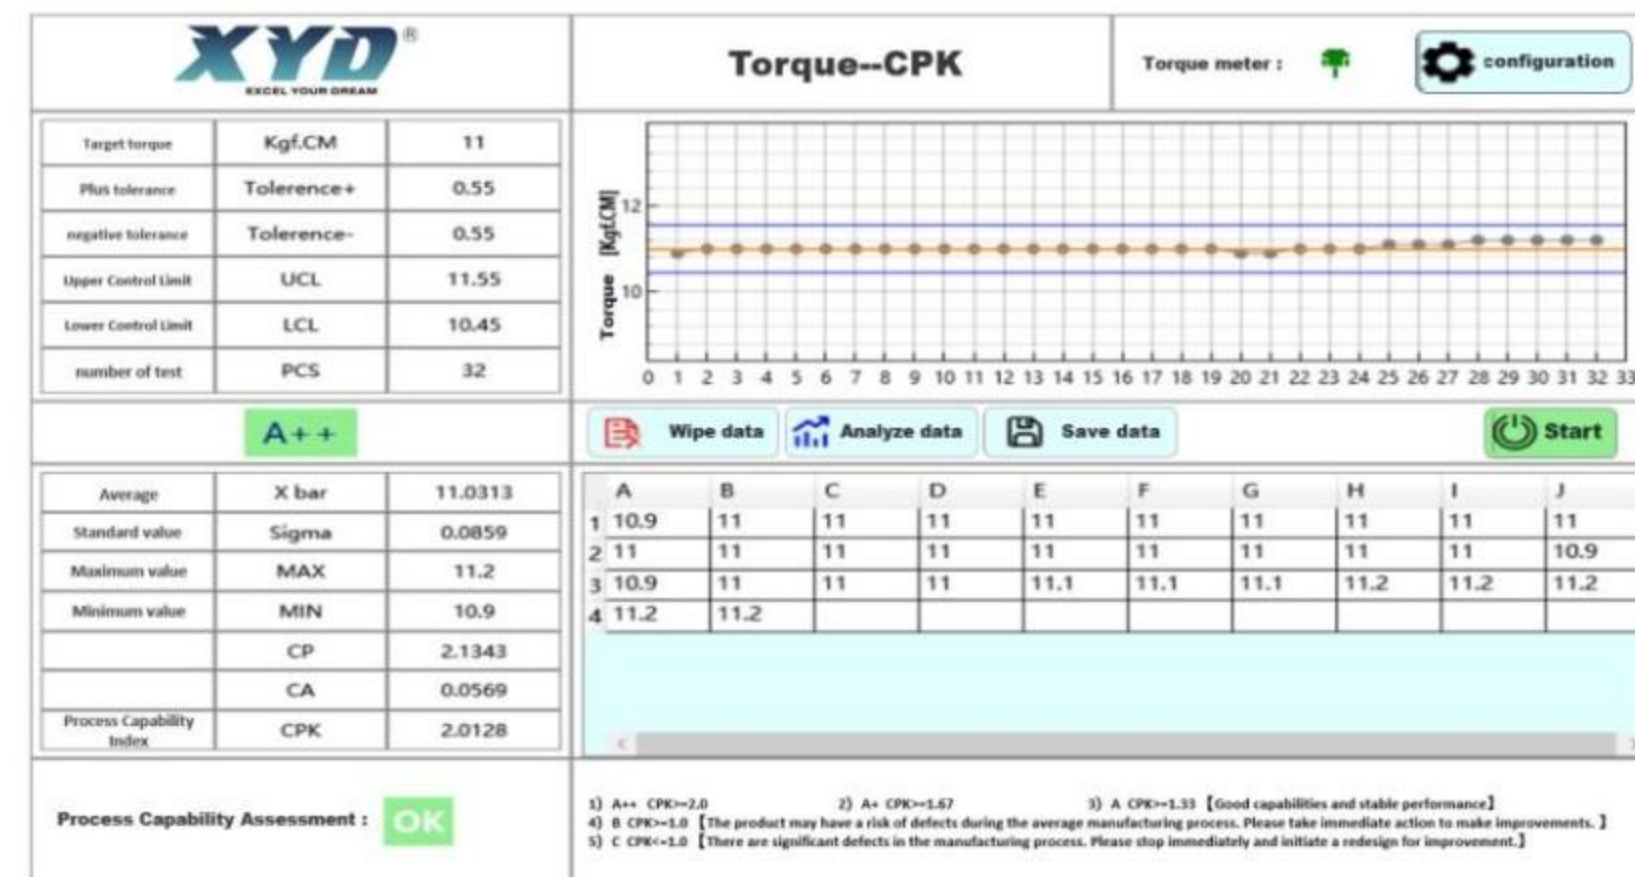 XYD®
EXCEL YOUR DREAM
Torque--CPK
Torque meter :
configuration
Target torque Kgf.CM 11
Plus tolerance Tolerence+ 0.55
negative tolerance Tolerence- 0.55
Upper Control Limit UCL 11.55
Lower Control Limit LCL 10.45
number of test PCS 32
Torque [Kgf.CM]
12
10
0 1 2 3 4 5 6 7 8 9 10 11 12 13 14 15 16 17 18 19 20 21 22 23 24 25 26 27 28 29 30 31 32 33
A++
Wipe data
Analyze data
Save data
Start
Average X bar 11.0313
Standard value Sigma 0.0859
Maximum value MAX 11.2
Minimum value MIN 10.9
CP 2.1343
CA 0.0569
Process Capability
Index
CPK 2.0128
A B C D E F G H I J
1 10.9 11 11 11 11 11 11 11 11 11
2 11 11 11 11 11 11 11 11 11 10.9
3 10.9 11 11 11 11.1 11.1 11.1 11.2 11.2 11.2
4 11.2 11.2
Process Capability Assessment : OK
1) A++ CPK>=2.0 2) A+ CPK>=1.67 3) A CPK>=1.33 【Good capabilities and stable performance】
4) B CPK>=1.0 【The product may have a risk of defects during the average manufacturing process. Please take immediate action to make improvements. 】
5) C CPK<=1.0 【There are significant defects in the manufacturing process. Please stop immediately and initiate a redesign for improvement.】